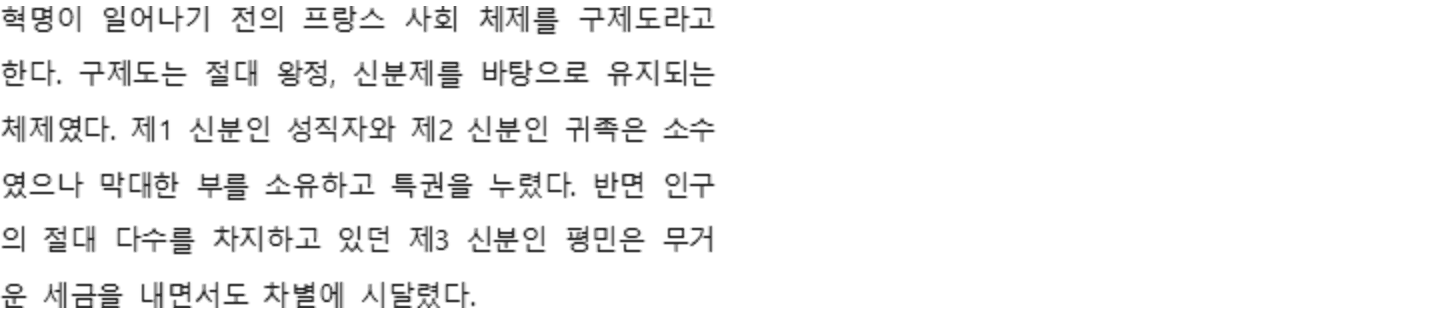 혁명이 일어나기 전의 프랑스 사회 체제를 구제도라고
한다. 구제도는 절대 왕정, 신분제를 바탕으로 유지되는
체제였다. 제1 신분인 성직자와 제2 신분인 귀족은 소수
였으나 막대한 부를 소유하고 특권을 누렸다. 반면 인구
의 절대 다수를 차지하고 있던 제3 신분인 평민은 무거
운 세금을 내면서도 차별에 시달렸다.